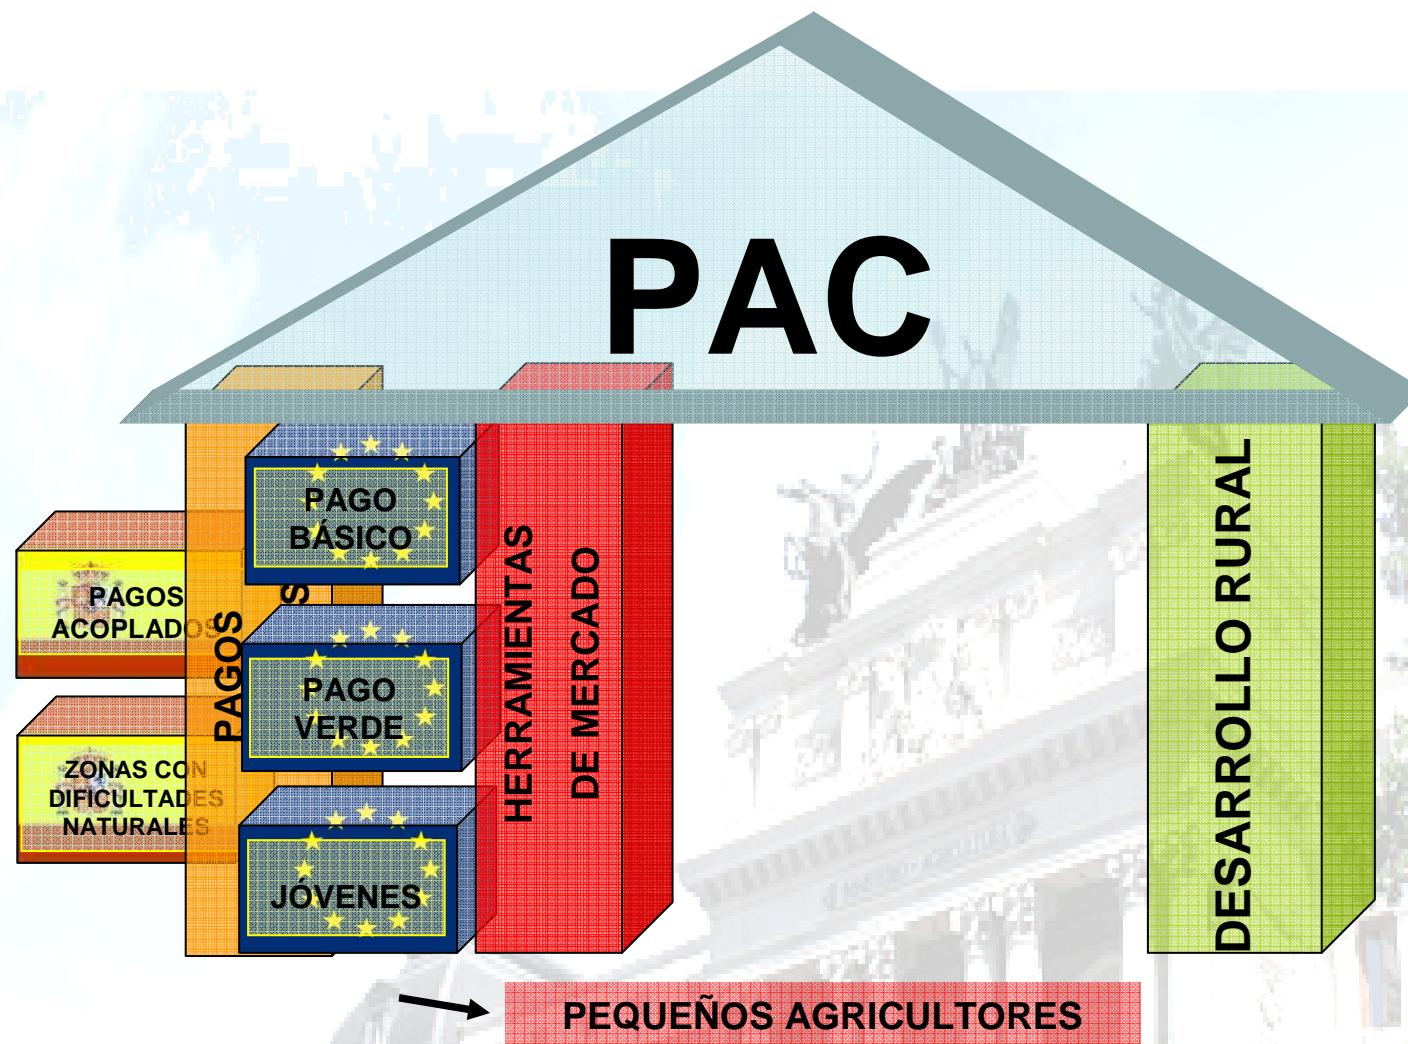 PAC
PAGO
BÁSICO
PAGOS
ACOPLADOS
PAGOS
PAGO
VERDE
ZONAS CON
DIFICULTADES
NATURALES
JÓVENES
HERRAMIENTAS
DE MERCADO
DESARROLLO RURAL
PEQUEÑOS AGRICULTORES